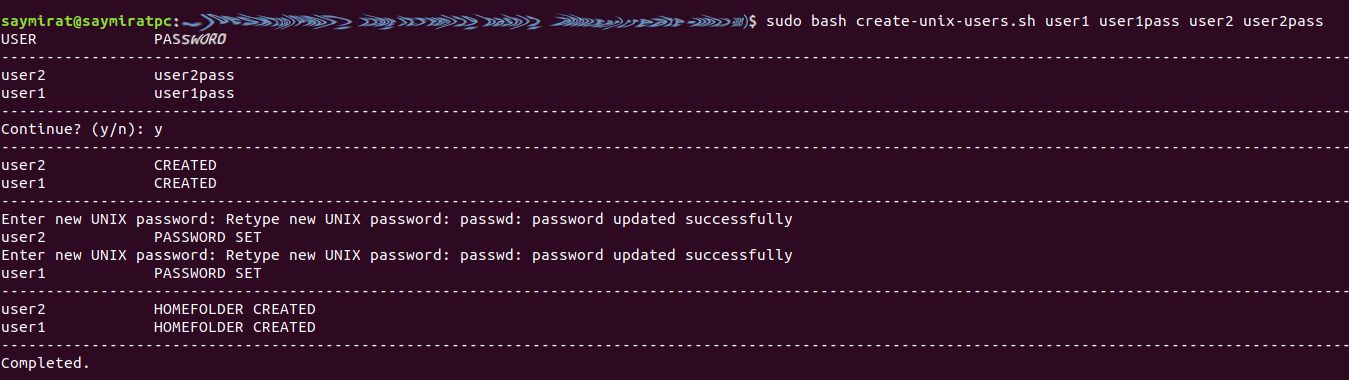 saymirat@saymiratpc: $ sudo bash create-unix-users.sh user1 user1pass user2 user2pass
USER PASSWORD
--------------------------------------------------------------------------------
user2 user2pass
user1 user1pass
--------------------------------------------------------------------------------
Continue? (y/n): y
--------------------------------------------------------------------------------
user2 CREATED
user1 CREATED
--------------------------------------------------------------------------------
Enter new UNIX password: Retype new UNIX password: passwd: password updated successfully
user2 PASSWORD SET
Enter new UNIX password: Retype new UNIX password: passwd: password updated successfully
user1 PASSWORD SET
--------------------------------------------------------------------------------
user2 HOMEFOLDER CREATED
user1 HOMEFOLDER CREATED
--------------------------------------------------------------------------------
Completed.